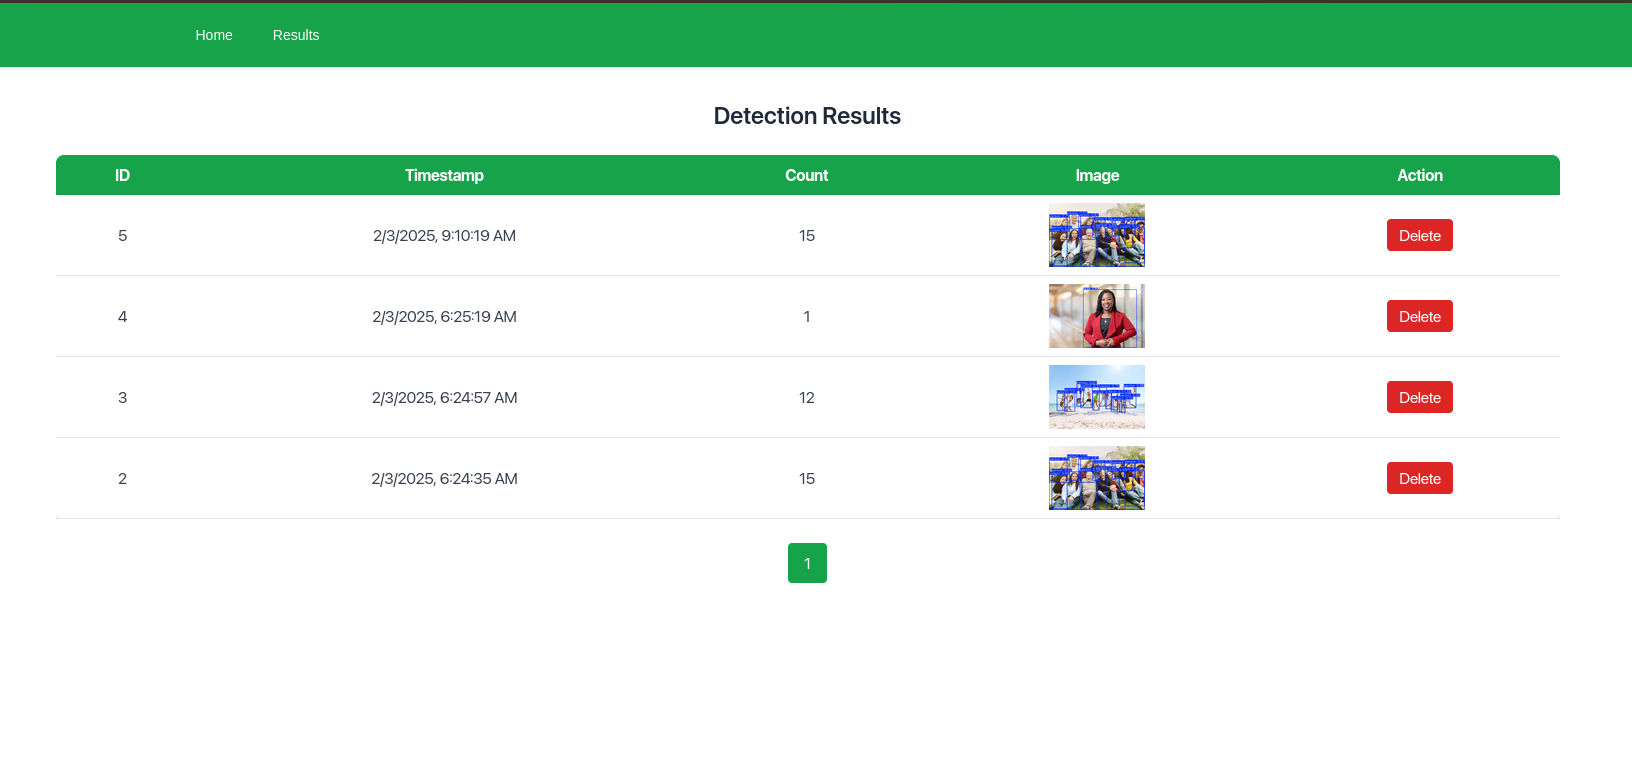 Home Results
Detection Results
ID Timestamp Count Image Action
5 2/3/2025, 9:10:19 AM 15 Delete
4 2/3/2025, 6:25:19 AM 1 Delete
3 2/3/2025, 6:24:57 AM 12 Delete
2 2/3/2025, 6:24:35 AM 15 Delete
1